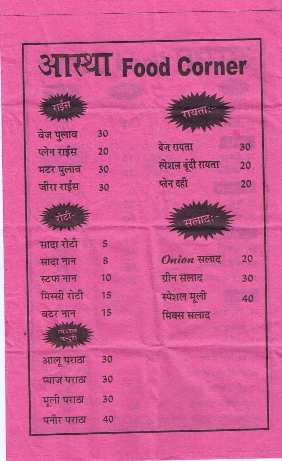 आस्था Food Corner
राईस
वेज पुलाव 30
प्लेन राईस 20
मटर पुलाव 30
जीरा राईस 30
रोटी
सादा रोटी 5
सादा नान 8
स्टफ नान 10
मिस्सी रोटी 15
बटर नान 15
आलू पराठा 30
प्याज पराठा 30
मूली पराठा 30
पनीर पराठा 40
रायता
वेज रायता 30
स्पेशल बूंदी रायता 20
प्लेन दही 20
सलाद
Onion सलाद 20
ग्रीन सलाद 30
स्पेशल मूली 40
मिक्स सलाद